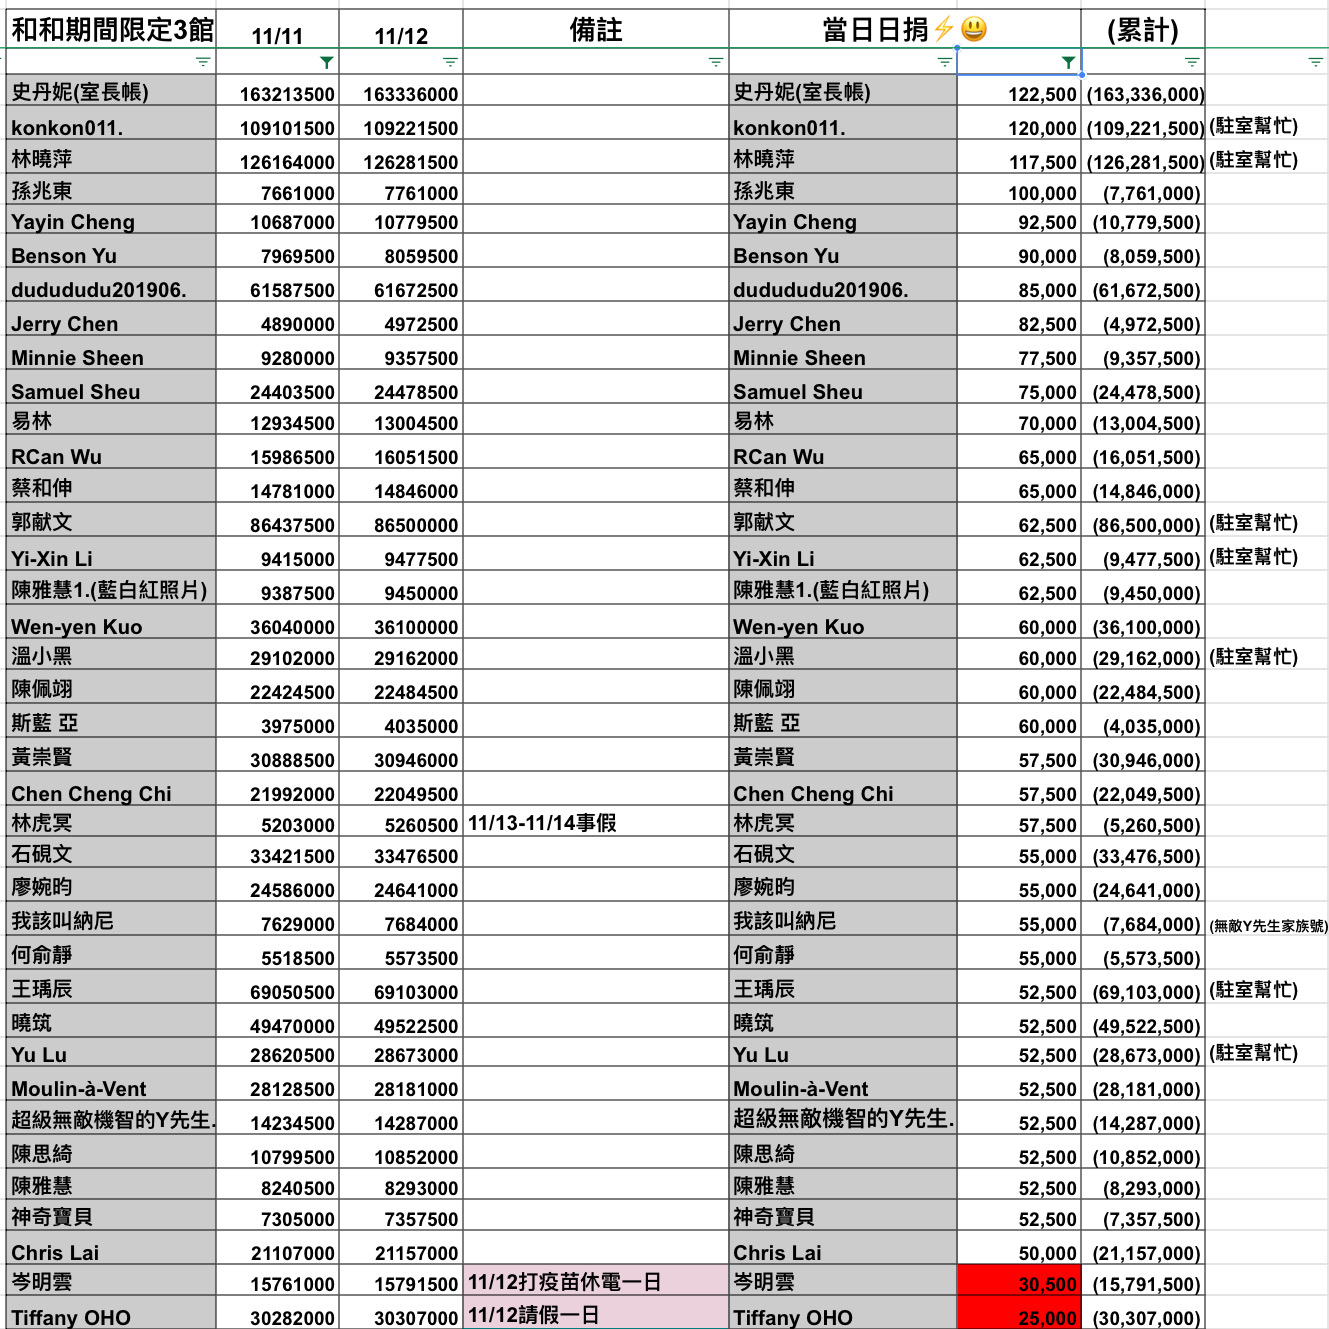 和和期間限定3館 11/11 11/12 備註 當日日捐⚡😃 (累計)
史丹妮(室長帳) 163213500 163336000 史丹妮(室長帳) 122,500 (163,336,000)
konkon011. 109101500 109221500 konkon011. 120,000 (109,221,500) (駐室幫忙)
林曉萍 126164000 126281500 林曉萍 117,500 (126,281,500) (駐室幫忙)
孫兆東 7661000 7761000 孫兆東 100,000 (7,761,000)
Yayin Cheng 10687000 10779500 Yayin Cheng 92,500 (10,779,500)
Benson Yu 7969500 8059500 Benson Yu 90,000 (8,059,500)
dudududu201906. 61587500 61672500 dudududu201906. 85,000 (61,672,500)
Jerry Chen 4890000 4972500 Jerry Chen 82,500 (4,972,500)
Minnie Sheen 9280000 9357500 Minnie Sheen 77,500 (9,357,500)
Samuel Sheu 24403500 24478500 Samuel Sheu 75,000 (24,478,500)
易林 12934500 13004500 易林 70,000 (13,004,500)
RCan Wu 15986500 16051500 RCan Wu 65,000 (16,051,500)
蔡和伸 14781000 14846000 蔡和伸 65,000 (14,846,000)
郭献文 86437500 86500000 郭献文 62,500 (86,500,000) (駐室幫忙)
Yi-Xin Li 9415000 9477500 Yi-Xin Li 62,500 (9,477,500) (駐室幫忙)
陳雅慧1.(藍白紅照片) 9387500 9450000 陳雅慧1.(藍白紅照片) 62,500 (9,450,000)
Wen-yen Kuo 36040000 36100000 Wen-yen Kuo 60,000 (36,100,000)
溫小黑 29102000 29162000 溫小黑 60,000 (29,162,000) (駐室幫忙)
陳佩翊 22424500 22484500 陳佩翊 60,000 (22,484,500)
斯藍 亞 3975000 4035000 斯藍 亞 60,000 (4,035,000)
黃崇賢 30888500 30946000 黃崇賢 57,500 (30,946,000)
Chen Cheng Chi 21992000 22049500 Chen Cheng Chi 57,500 (22,049,500)
林虎冥 5203000 5260500 11/13-11/14事假 林虎冥 57,500 (5,260,500)
石硯文 33421500 33476500 石硯文 55,000 (33,476,500)
廖婉昀 24586000 24641000 廖婉昀 55,000 (24,641,000)
我該叫納尼 7629000 7684000 我該叫納尼 55,000 (7,684,000) (無敵Y先生家族號)
何俞靜 5518500 5573500 何俞靜 55,000 (5,573,500)
王瑀辰 69050500 69103000 王瑀辰 52,500 (69,103,000) (駐室幫忙)
曉筑 49470000 49522500 曉筑 52,500 (49,522,500)
Yu Lu 28620500 28673000 Yu Lu 52,500 (28,673,000) (駐室幫忙)
Moulin-à-Vent 28128500 28181000 Moulin-à-Vent 52,500 (28,181,000)
超級無敵機智的Y先生. 14234500 14287000 超級無敵機智的Y先生. 52,500 (14,287,000)
陳思綺 10799500 10852000 陳思綺 52,500 (10,852,000)
陳雅慧 8240500 8293000 陳雅慧 52,500 (8,293,000)
神奇寶貝 7305000 7357500 神奇寶貝 52,500 (7,357,500)
Chris Lai 21107000 21157000 Chris Lai 50,000 (21,157,000)
岑明雲 15761000 15791500 11/12打疫苗休電一日 岑明雲 30,500 (15,791,500)
Tiffany OHO 30282000 30307000 11/12請假一日 Tiffany OHO 25,000 (30,307,000)